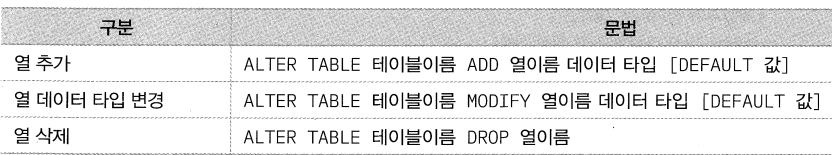 구분 문법
열 추가 ALTER TABLE 테이블이름 ADD 열이름 데이터 타입 [DEFAULT 값]
열 데이터 타입 변경 ALTER TABLE 테이블이름 MODIFY 열이름 데이터 타입 [DEFAULT 값]
열 삭제 ALTER TABLE 테이블이름 DROP 열이름